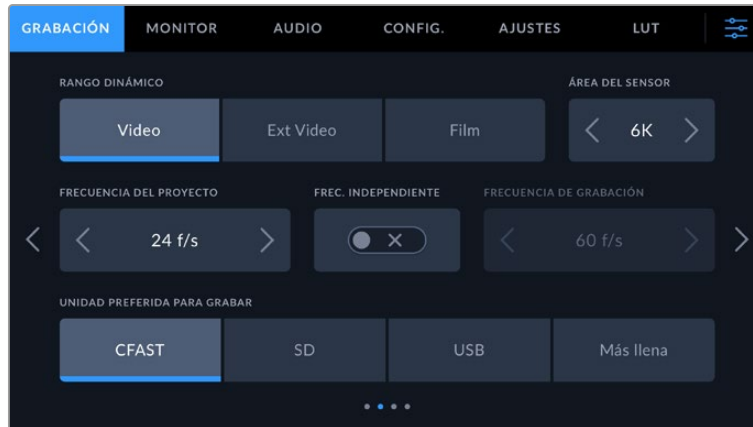 GRABACIÓN MONITOR AUDIO CONFIG. AJUSTES LUT
RANGO DINÁMICO ÁREA DEL SENSOR
Video Ext Video Film 6K
FRECUENCIA DEL PROYECTO FREC. INDEPENDIENTE FRECUENCIA DE GRABACIÓN
24 f/s 60 f/s
UNIDAD PREFERIDA PARA GRABAR
CFAST SD USB Más llena